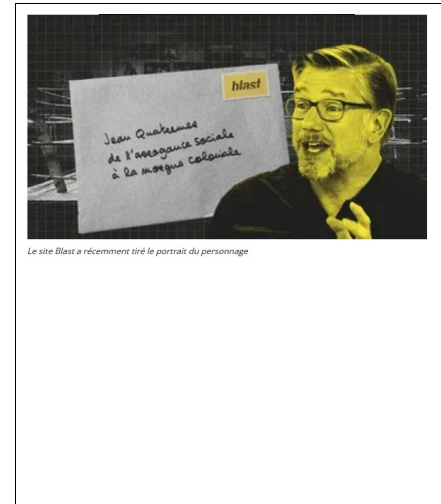 blast
Jean Quatremer
de l'arrogance sociale
à la morgue coloniale
Le site Blast a récemment tiré le portrait du personnage